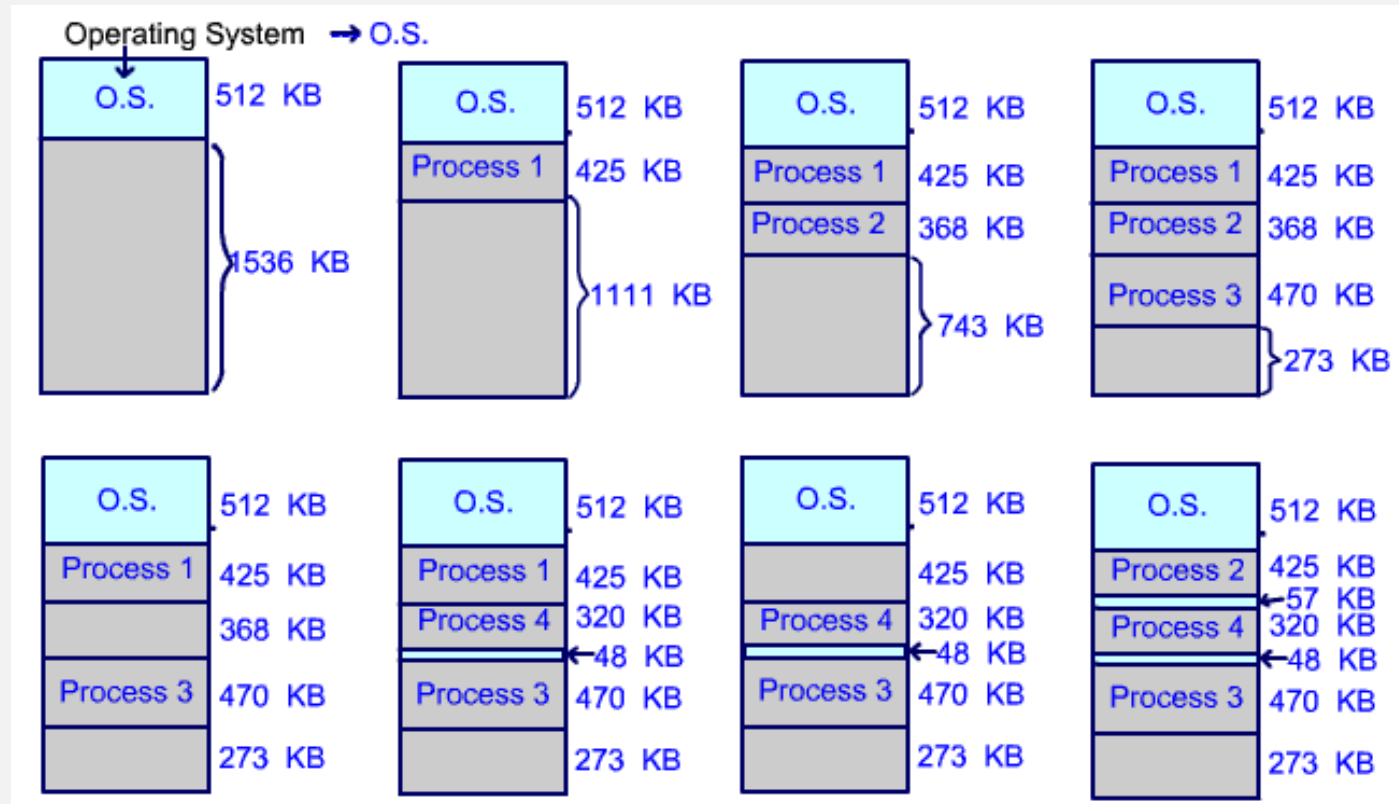 Operating System → O.S.
O.S. 512 KB
1536 KB
O.S. 512 KB
Process 1 425 KB
1111 KB
O.S. 512 KB
Process 1 425 KB
Process 2 368 KB
743 KB
O.S. 512 KB
Process 1 425 KB
Process 2 368 KB
Process 3 470 KB
273 KB
O.S. 512 KB
Process 1 425 KB
368 KB
Process 3 470 KB
273 KB
O.S. 512 KB
Process 1 425 KB
Process 4 320 KB
48 KB
Process 3 470 KB
273 KB
O.S. 512 KB
425 KB
Process 4 320 KB
48 KB
Process 3 470 KB
273 KB
O.S. 512 KB
Process 2 425 KB
57 KB
Process 4 320 KB
48 KB
Process 3 470 KB
273 KB